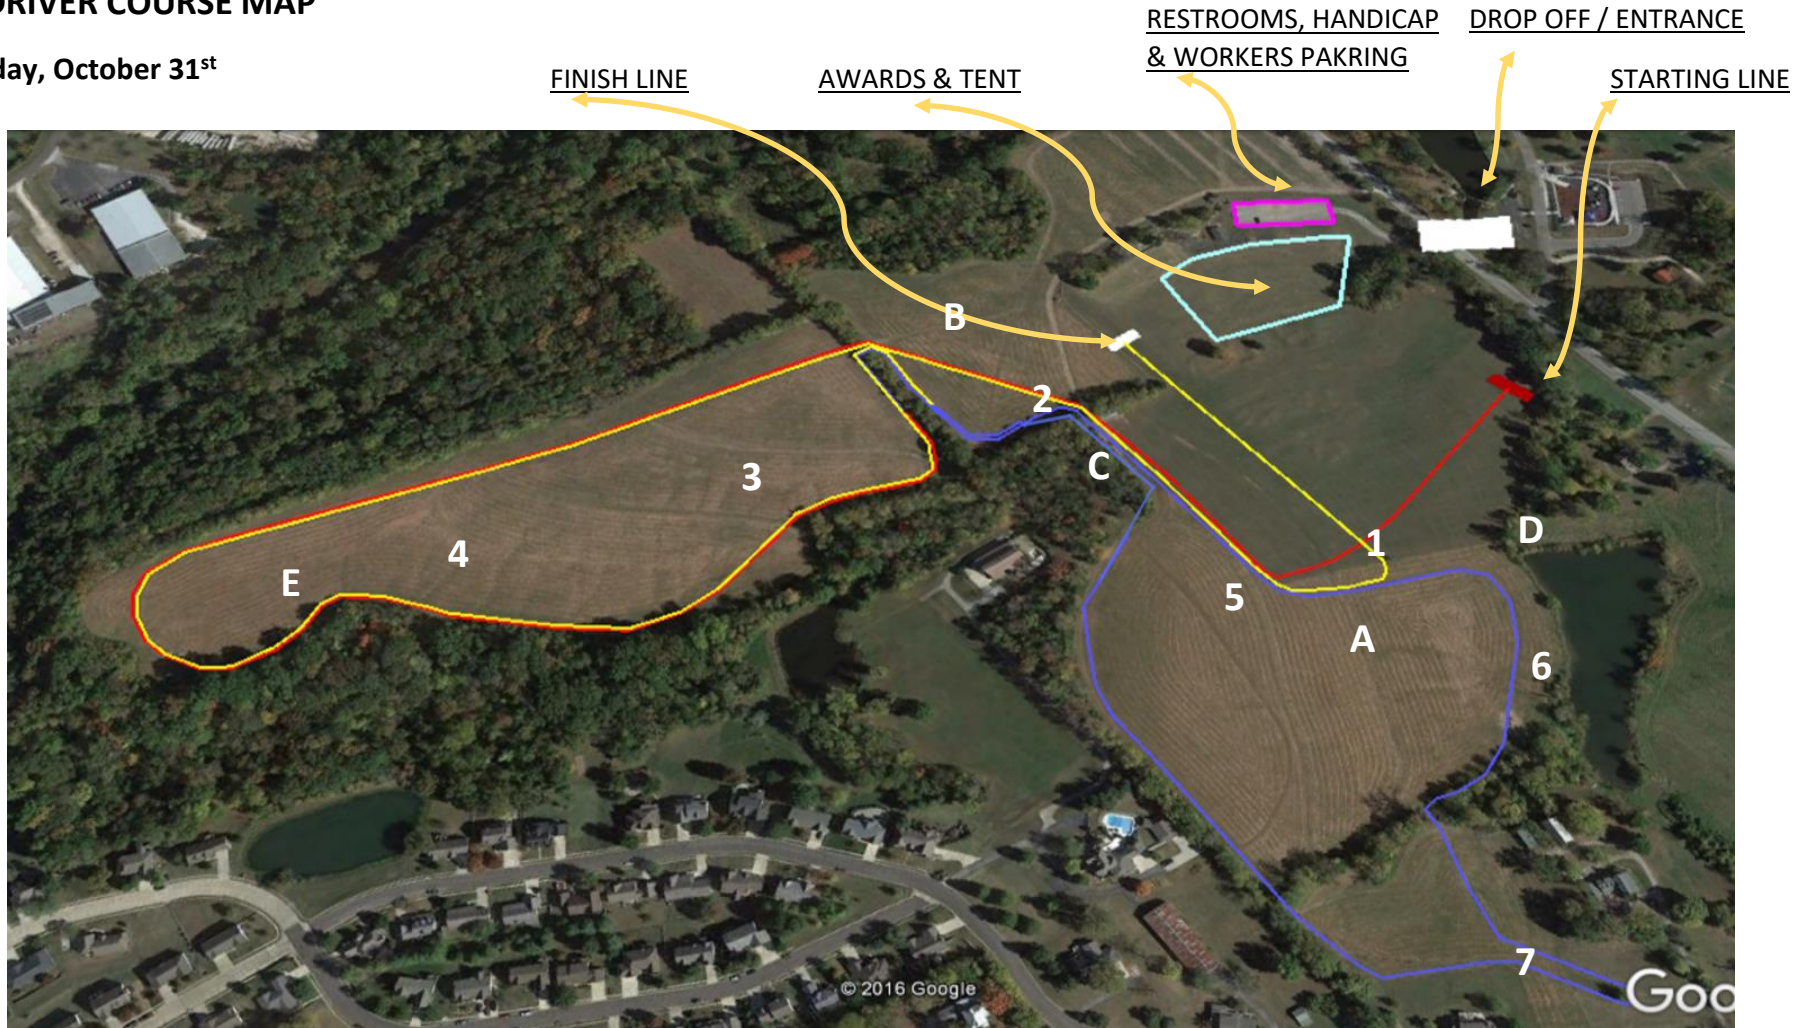 DRIVER COURSE MAP
day, October 31st
RESTROOMS, HANDICAP
& WORKERS PAKRING
DROP OFF / ENTRANCE
FINISH LINE
AWARDS & TENT
STARTING LINE
B
2
C
3
1
D
4
E
5
A
6
7
© 2016 Google
Goo